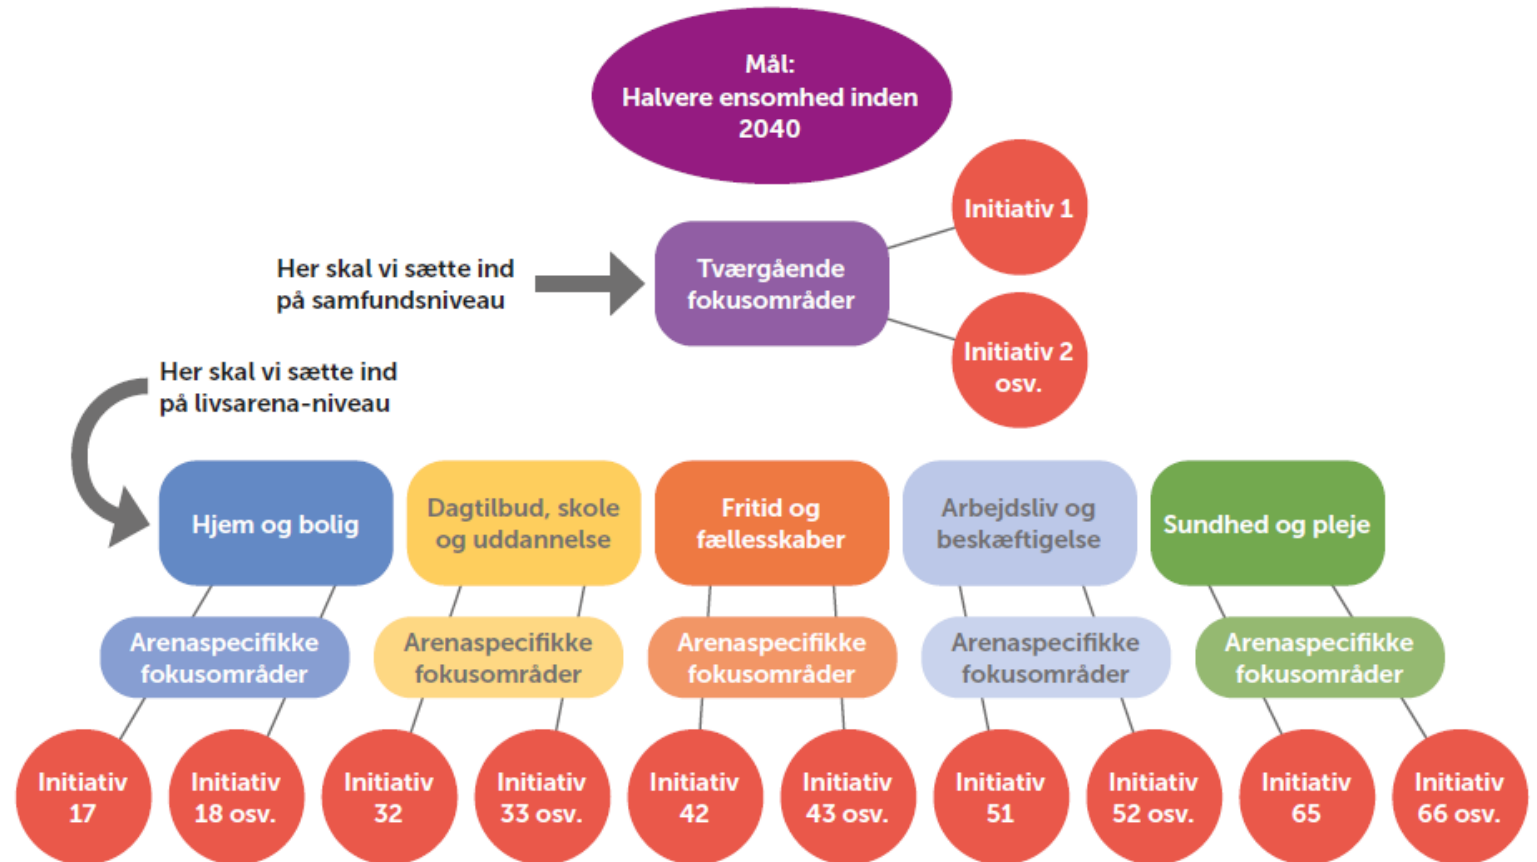 Mål:
Halvere ensomhed inden
2040
Initiativ 1
Her skal vi sætte ind
på samfundsniveau
Tværgående
fokusområder
Initiativ 2
osv.
Her skal vi sætte ind
på livsarena-niveau
Hjem og bolig
Dagtilbud, skole
og uddannelse
Fritid og
fællesskaber
Arbejdsliv og
beskæftigelse
Sundhed og pleje
Arenaspecifikke
fokusområder
Arenaspecifikke
fokusområder
Arenaspecifikke
fokusområder
Arenaspecifikke
fokusområder
Arenaspecifikke
fokusområder
Initiativ
17
Initiativ
18 osv.
Initiativ
32
Initiativ
33 osv.
Initiativ
42
Initiativ
43 osv.
Initiativ
51
Initiativ
52 osv.
Initiativ
65
Initiativ
66 osv.